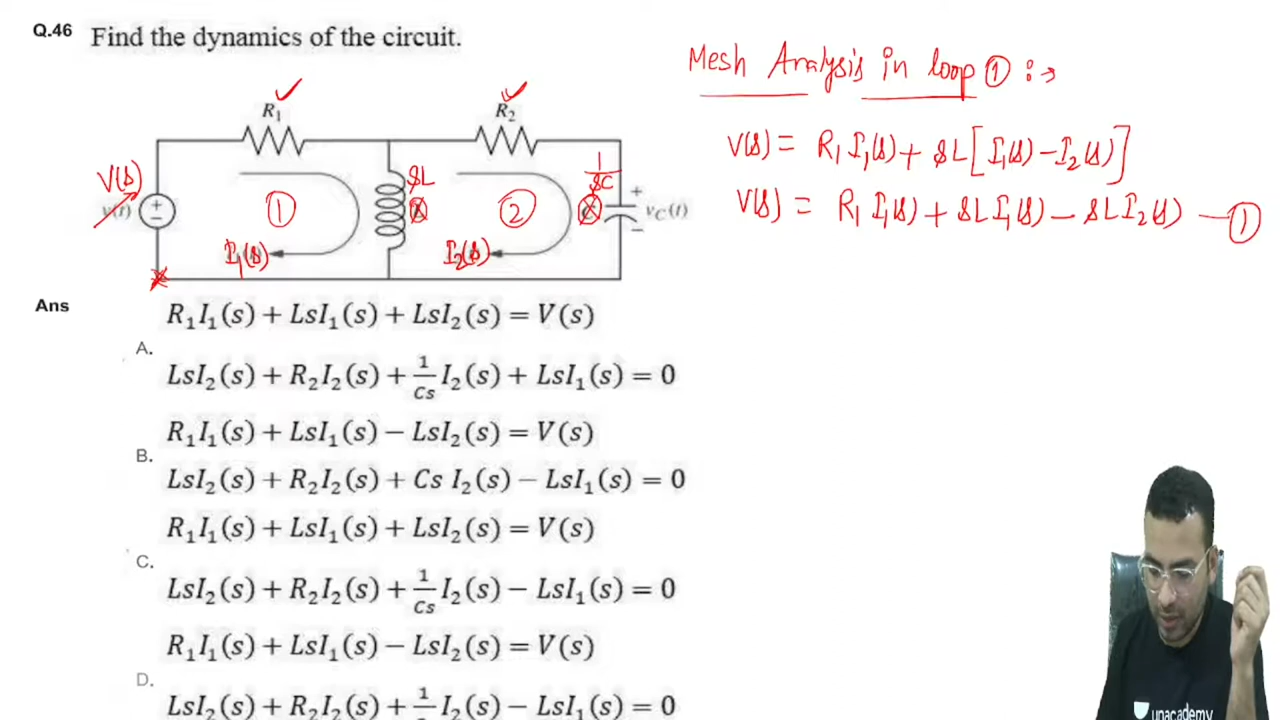 Q.46 Find the dynamics of the circuit.
Mesh Analysis in loop ① :→
R₁ R₂
V(s) = R₁ I₁(s) + sL[I₁(s) – I₂(s)]
V(s) = R₁ I₁(s) + sL I₁(s) – sL I₂(s) — ①
V(s) sL 1/sC
v(t) ① ② v_C(t)
I₁(s) I₂(s)
Ans
A.
R₁I₁(s) + LsI₁(s) + LsI₂(s) = V(s)
LsI₂(s) + R₂I₂(s) + 1/Cs I₂(s) + LsI₁(s) = 0
B.
R₁I₁(s) + LsI₁(s) − LsI₂(s) = V(s)
LsI₂(s) + R₂I₂(s) + Cs I₂(s) − LsI₁(s) = 0
C.
R₁I₁(s) + LsI₁(s) + LsI₂(s) = V(s)
LsI₂(s) + R₂I₂(s) + 1/Cs I₂(s) − LsI₁(s) = 0
D.
R₁I₁(s) + LsI₁(s) − LsI₂(s) = V(s)
LsI₂(s) + R₂I₂(s) + 1/ I₂(s) − LsI₁(s) = 0
unacademy